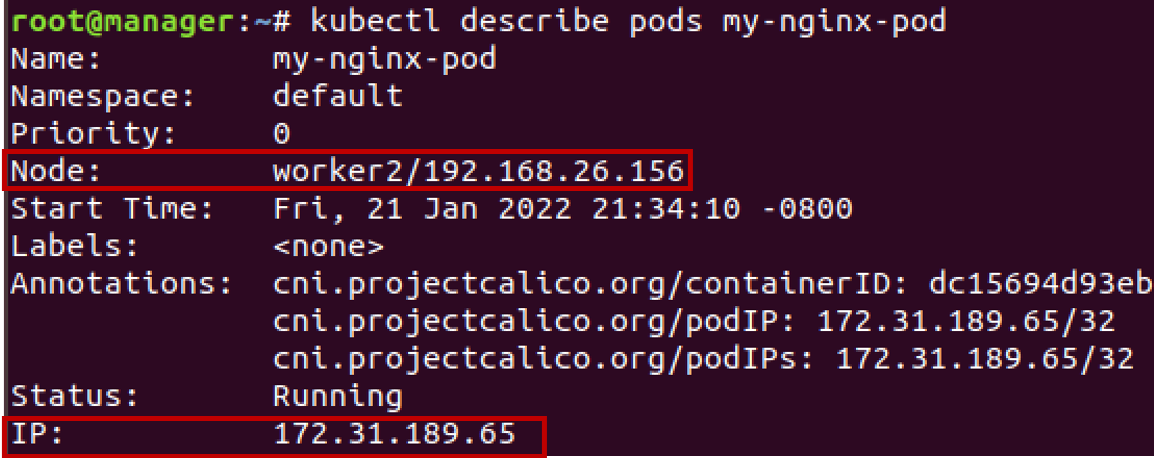 root@manager:~# kubectl describe pods my-nginx-pod
Name:         my-nginx-pod
Namespace:    default
Priority:     0
Node:         worker2/192.168.26.156
Start Time:   Fri, 21 Jan 2022 21:34:10 -0800
Labels:       <none>
Annotations:  cni.projectcalico.org/containerID: dc15694d93eb
              cni.projectcalico.org/podIP: 172.31.189.65/32
              cni.projectcalico.org/podIPs: 172.31.189.65/32
Status:       Running
IP:           172.31.189.65